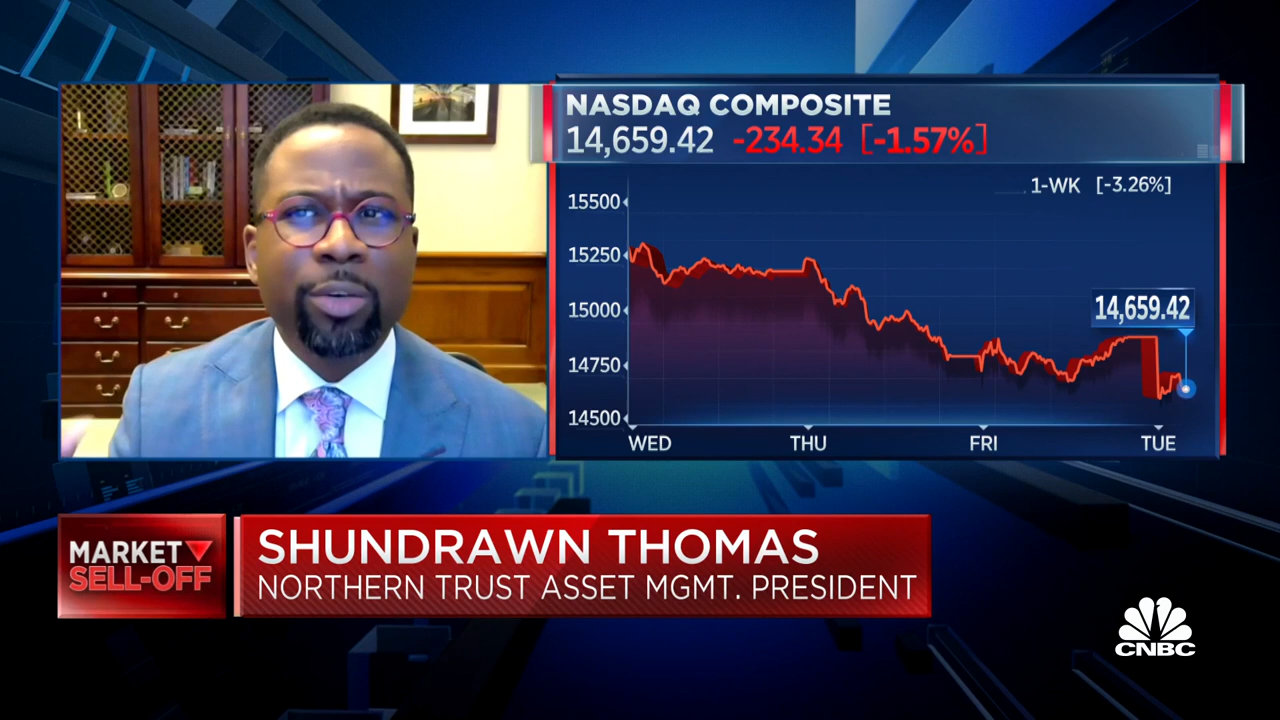 NASDAQ COMPOSITE
14,659.42 -234.34 [-1.57%]
1-WK [-3.26%]
15500
15250
15000
14750
14500
14,659.42
WED THU FRI TUE
MARKET
SELL-OFF
SHUNDRAWN THOMAS
NORTHERN TRUST ASSET MGMT. PRESIDENT
CNBC